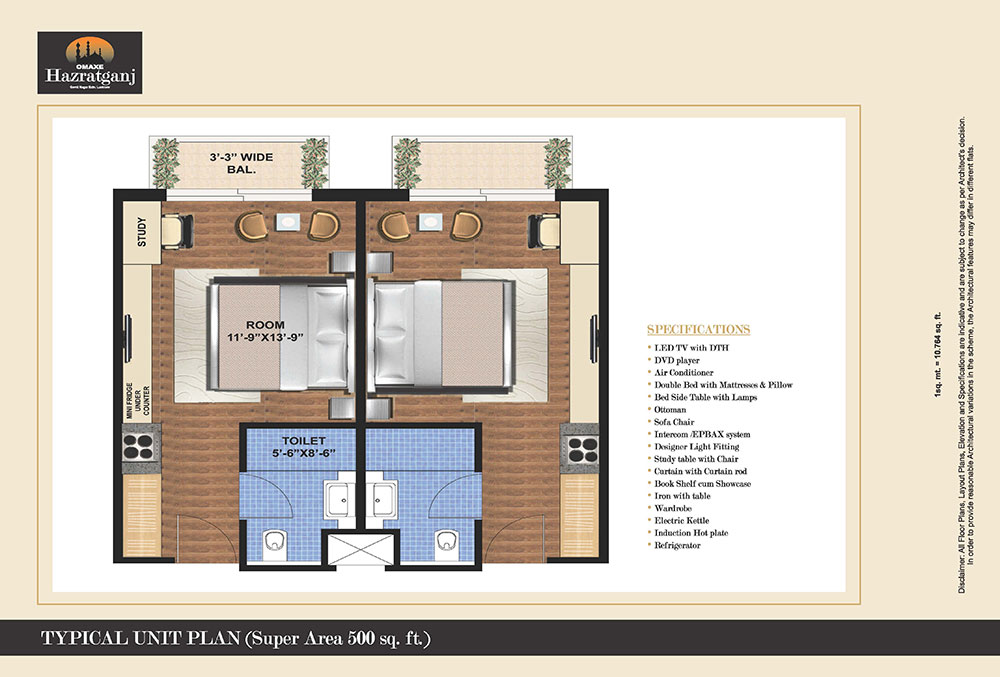 OMAXE
Hazratganj
3'-3" WIDE
BAL.
STUDY
ROOM
11'-9"X13'-9"
MINI FRIDGE
UNDER
COUNTER
TOILET
5'-6"X8'-6"
SPECIFICATIONS
LED TV with DTH
DVD player
Air Conditioner
Double Bed with Mattresses & Pillow
Bed Side Table with Lamps
Ottoman
Sofa Chair
Intercom /EPBAX system
Designer Light Fitting
Study table with Chair
Curtain with Curtain rod
Book Shelf cum Showcase
Iron with table
Wardrobe
Electric Kettle
Induction Hot plate
Refrigerator
1sq. mt. = 10.764 sq. ft.
Disclaimer: All Floor Plans, Layout Plans, Elevation and Specifications are indicative and are subject to change as per Architect's decision.
In order to provide reasonable Architectural variations in the scheme, the Architectural features may differ in different flats.
TYPICAL UNIT PLAN (Super Area 500 sq. ft.)